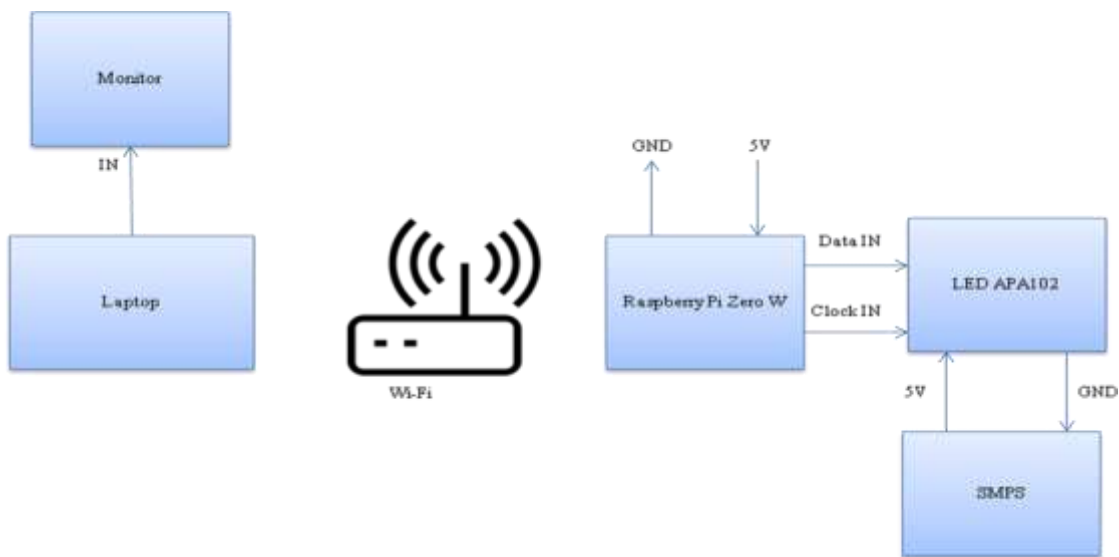 Monitor
IN
Laptop
Wi-Fi
GND
5V
Raspberry Pi Zero W
Data IN
Clock IN
LED APA102
5V
GND
SMPS